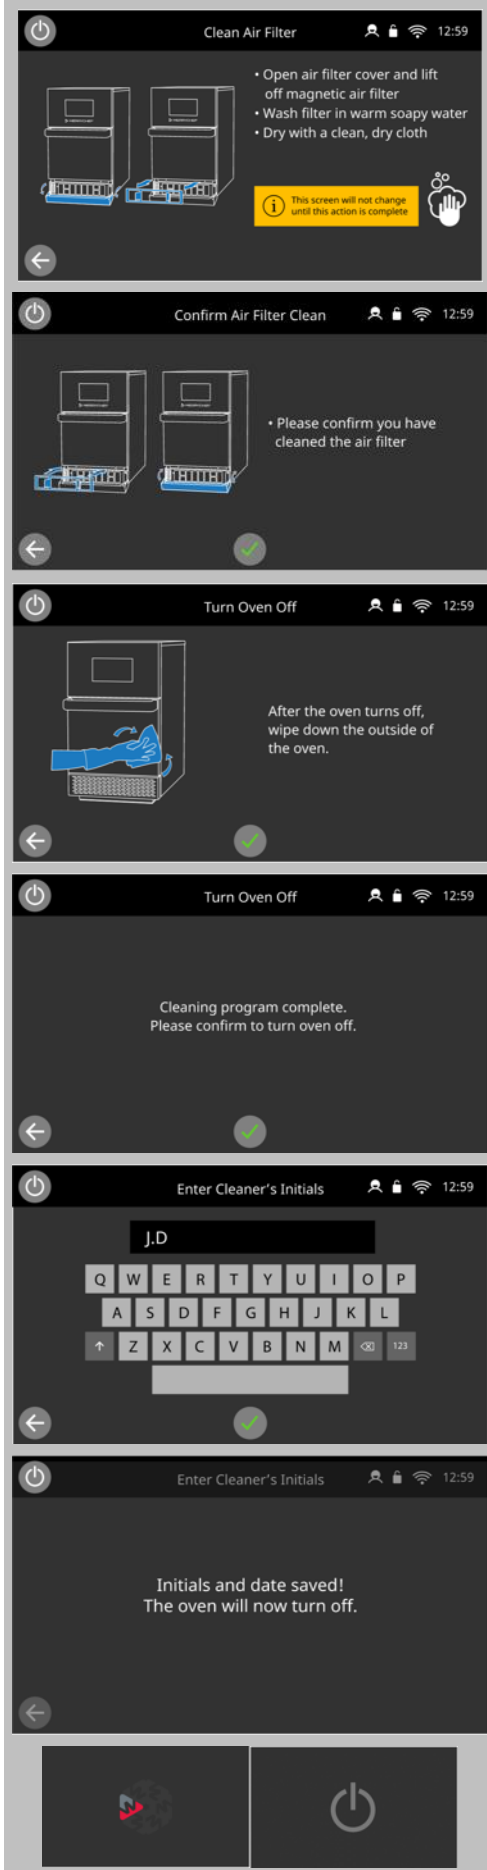 Clean Air Filter
12:59
• Open air filter cover and lift
off magnetic air filter
• Wash filter in warm soapy water
• Dry with a clean, dry cloth
This screen will not change
until this action is complete
Confirm Air Filter Clean
12:59
• Please confirm you have
cleaned the air filter
Turn Oven Off
12:59
After the oven turns off,
wipe down the outside of
the oven.
Turn Oven Off
12:59
Cleaning program complete.
Please confirm to turn oven off.
Enter Cleaner's Initials
12:59
J.D
Q W E R T Y U I O P
A S D F G H J K L
Z X C V B N M 123
Enter Cleaner's Initials
12:59
Initials and date saved!
The oven will now turn off.